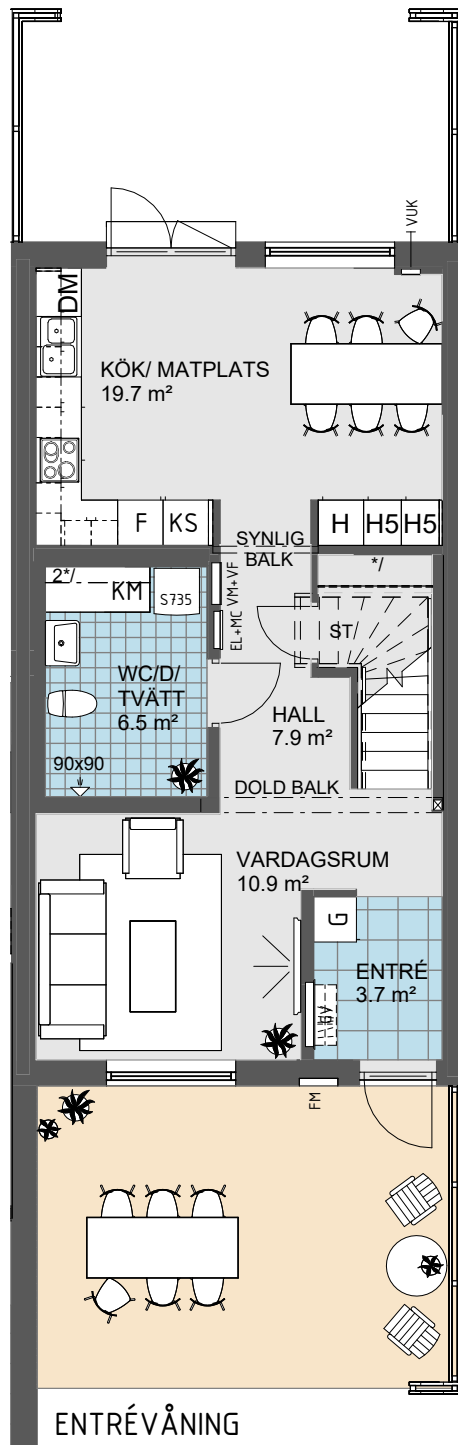 VUK
DM
KÖK/ MATPLATS
19.7 m²
F
KS
H
H5
H5
SYNLIG
BALK
2*/
KM
S735
VM+VF
EL+MC
*/
ST
WC/D/
TVÄTT
6.5 m²
HALL
7.9 m²
90x90
DOLD BALK
VARDAGSRUM
10.9 m²
G
ENTRÉ
3.7 m²
FM
ENTRÉVÅNING